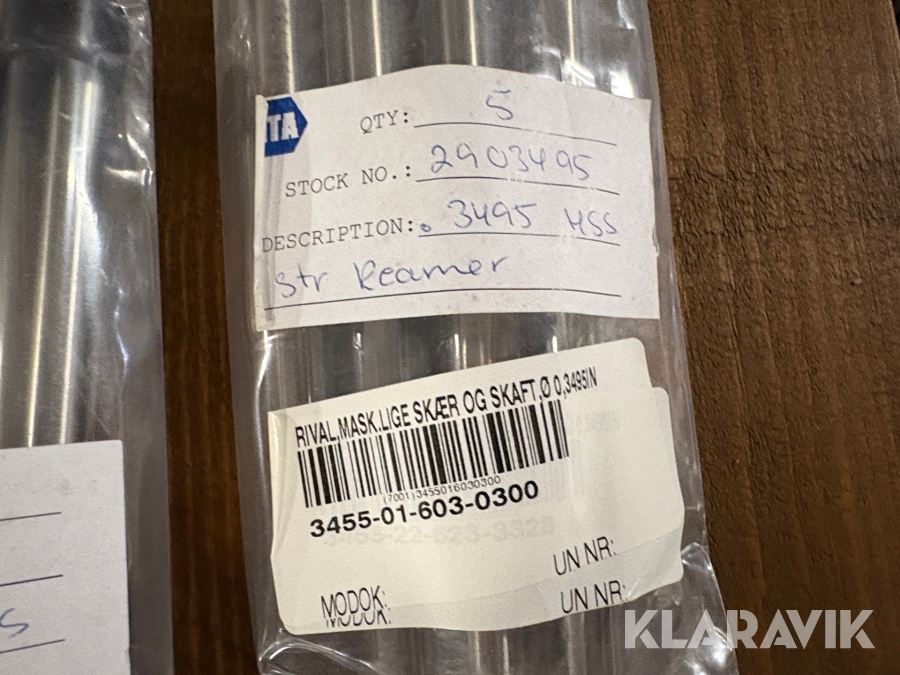 TA
QTY: 5
STOCK NO.: 2903495
DESCRIPTION: .3495 HSS
Str Reamer
RIVAL,MASK.LIGE SKÆR OG SKAFT,Ø 0,3495IN
(7001)3455016030300
3455-01-603-0300
UN NR:
MODOK:
UN NR:
MODOK:
S
KLARAVIK